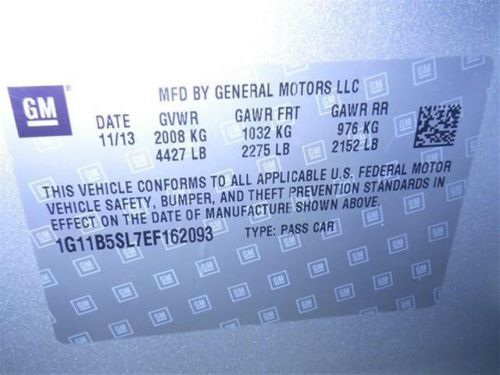 GM
MFD BY GENERAL MOTORS LLC
DATE GVWR GAWR FRT GAWR RR
11/13 2008 KG 1032 KG 976 KG
4427 LB 2275 LB 2152 LB
THIS VEHICLE CONFORMS TO ALL APPLICABLE U.S. FEDERAL MOTOR
VEHICLE SAFETY, BUMPER, AND THEFT PREVENTION STANDARDS IN
EFFECT ON THE DATE OF MANUFACTURE SHOWN ABOVE.
1G11B5SL7EF162093 TYPE: PASS CAR